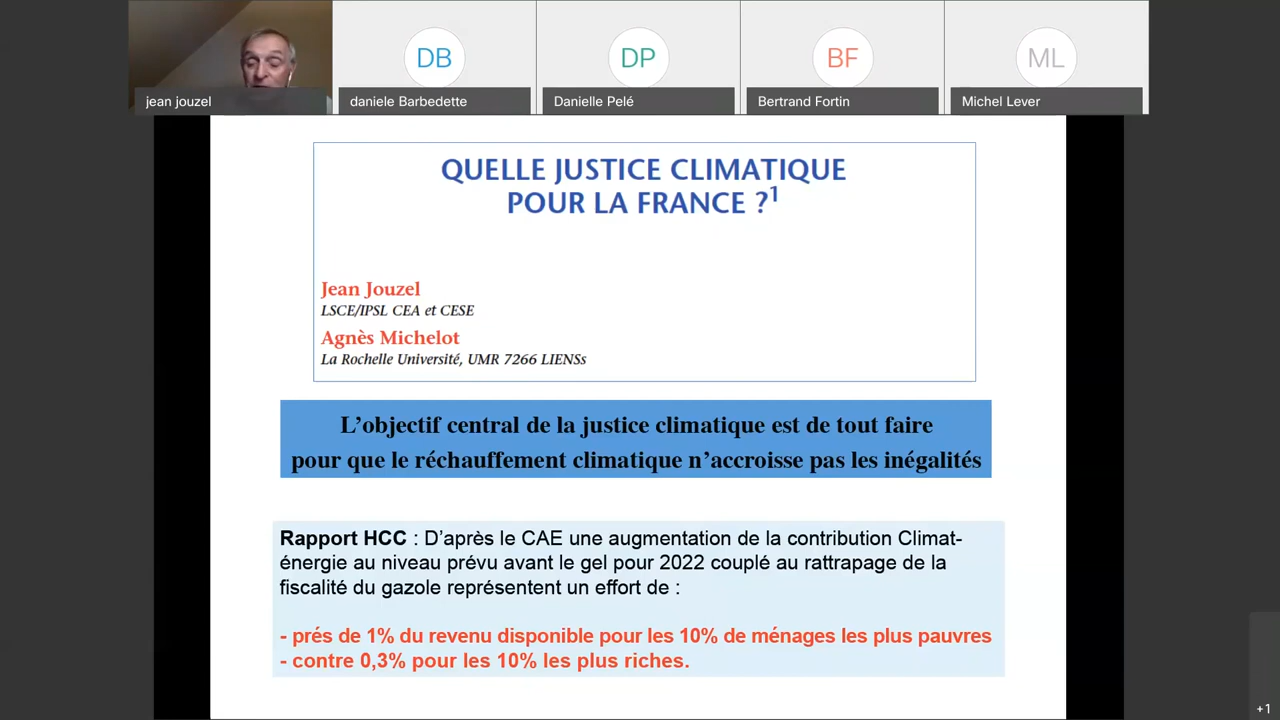 DB
DP
BF
ML
jean jouzel
daniele Barbedette
Danielle Pelé
Bertrand Fortin
Michel Lever
QUELLE JUSTICE CLIMATIQUE
POUR LA FRANCE ?¹
Jean Jouzel
LSCE/IPSL CEA et CESE
Agnès Michelot
La Rochelle Université, UMR 7266 LIENSs
L'objectif central de la justice climatique est de tout faire
pour que le réchauffement climatique n'accroisse pas les inégalités
Rapport HCC : D'après le CAE une augmentation de la contribution Climat-
énergie au niveau prévu avant le gel pour 2022 couplé au rattrapage de la
fiscalité du gazole représentent un effort de :
- prés de 1% du revenu disponible pour les 10% de ménages les plus pauvres
- contre 0,3% pour les 10% les plus riches.
+1